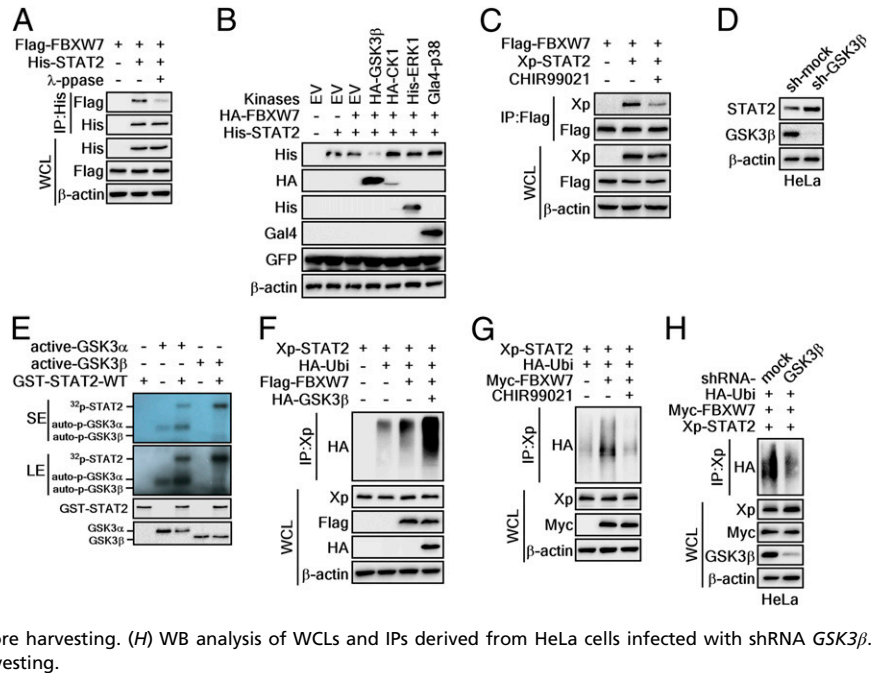 A
Flag-FBXW7 + + +
His-STAT2 - + +
λ-ppase - - +
IP:His
Flag
His
WCL
His
Flag
β-actin
B
Kinases EV EV EV HA-GSK3β HA-CK1 His-ERK1 Gla4-p38
HA-FBXW7 - - + + + + +
His-STAT2 - + + + + + +
His
HA
His
Gal4
GFP
β-actin
C
Flag-FBXW7 + + +
Xp-STAT2 - + +
CHIR99021 - - +
IP:Flag
Xp
Flag
WCL
Xp
Flag
β-actin
D
sh-mock sh-GSK3β
STAT2
GSK3β
β-actin
HeLa
E
active-GSK3α - + + - -
active-GSK3β - - - + +
GST-STAT2-WT + - + - +
SE
³²p-STAT2
auto-p-GSK3α
auto-p-GSK3β
LE
³²p-STAT2
auto-p-GSK3α
auto-p-GSK3β
GST-STAT2
GSK3α
GSK3β
F
Xp-STAT2 + + + +
HA-Ubi - + + +
Flag-FBXW7 - - + +
HA-GSK3β - - - +
IP:Xp
HA
WCL
Xp
Flag
HA
β-actin
G
Xp-STAT2 + + +
HA-Ubi + + +
Myc-FBXW7 - + +
CHIR99021 - - +
IP:Xp
HA
WCL
Xp
Myc
β-actin
H
shRNA- mock GSK3β
HA-Ubi + +
Myc-FBXW7 + +
Xp-STAT2 + +
IP:Xp
HA
WCL
Xp
Myc
GSK3β
β-actin
HeLa
ore harvesting. (H) WB analysis of WCLs and IPs derived from HeLa cells infected with shRNA GSK3β.
vesting.